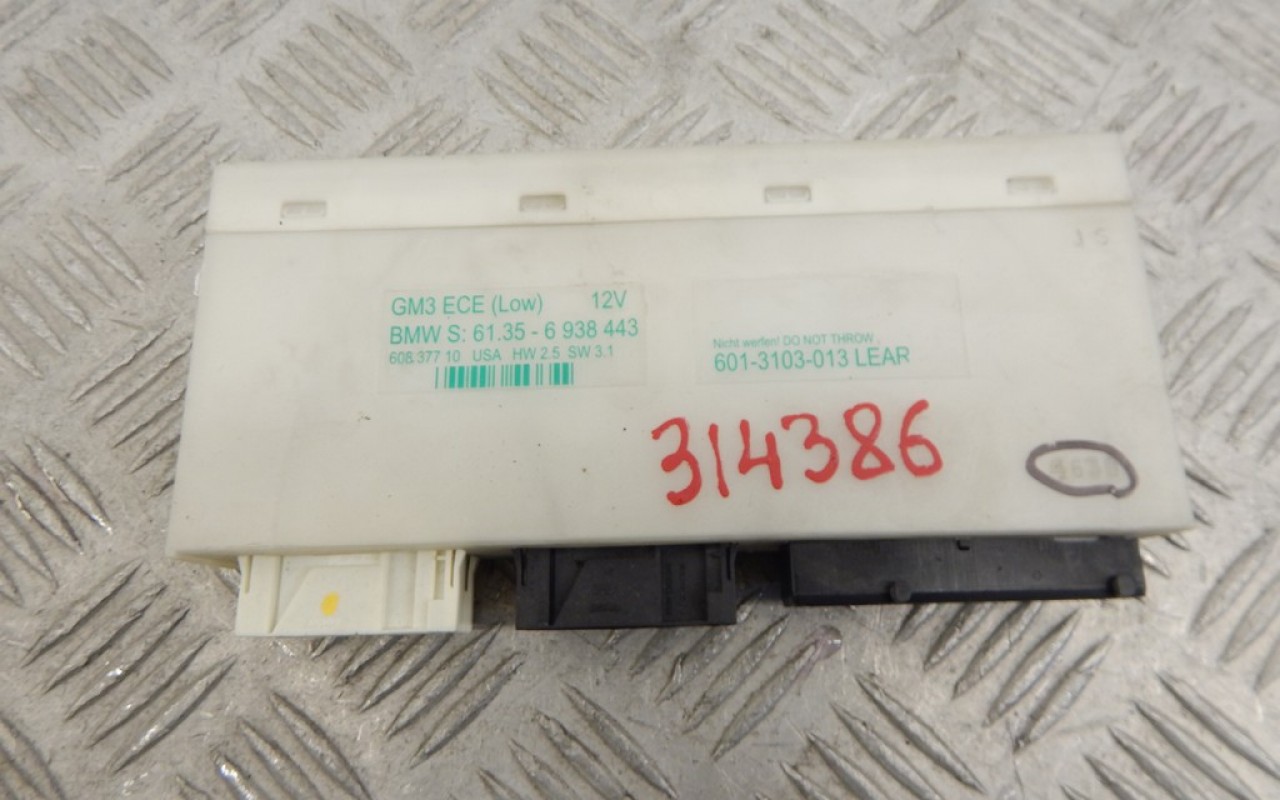 GM3 ECE (Low) 12V
BMW S: 61.35 - 6 938 443
608 377 10 USA HW 2.5 SW 3.1
Nicht werfen! DO NOT THROW
601-3103-013 LEAR
314386